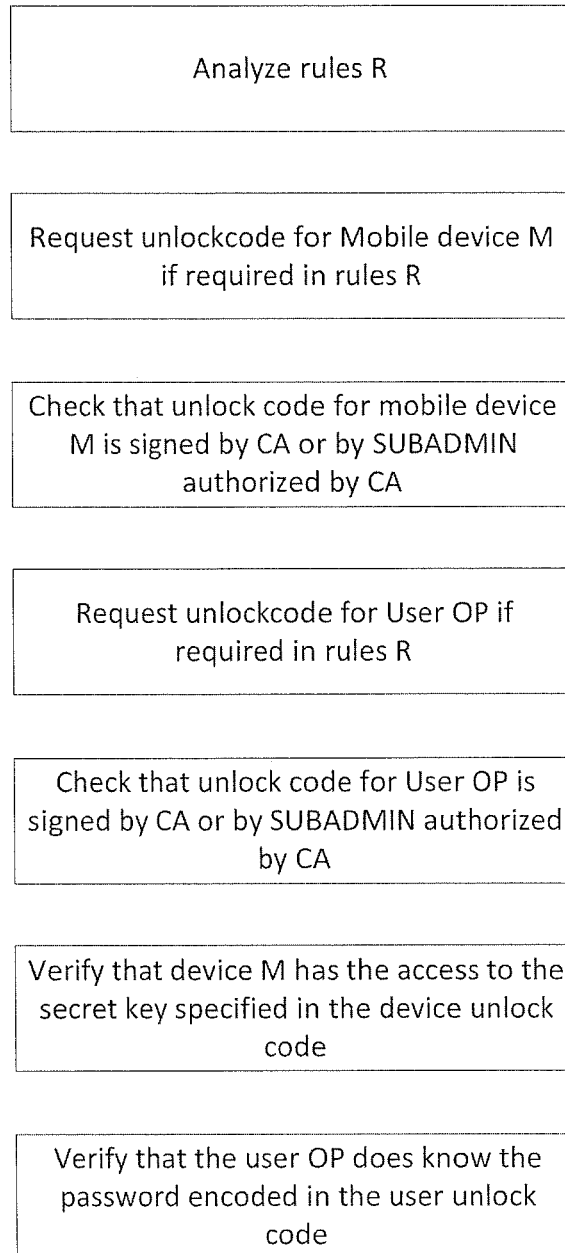 Analyze rules R
Request unlockcode for Mobile device M
if required in rules R
Check that unlock code for mobile device
M is signed by CA or by SUBADMIN
authorized by CA
Request unlockcode for User OP if
required in rules R
Check that unlock code for User OP is
signed by CA or by SUBADMIN authorized
by CA
Verify that device M has the access to the
secret key specified in the device unlock
code
Verify that the user OP does know the
password encoded in the user unlock
code